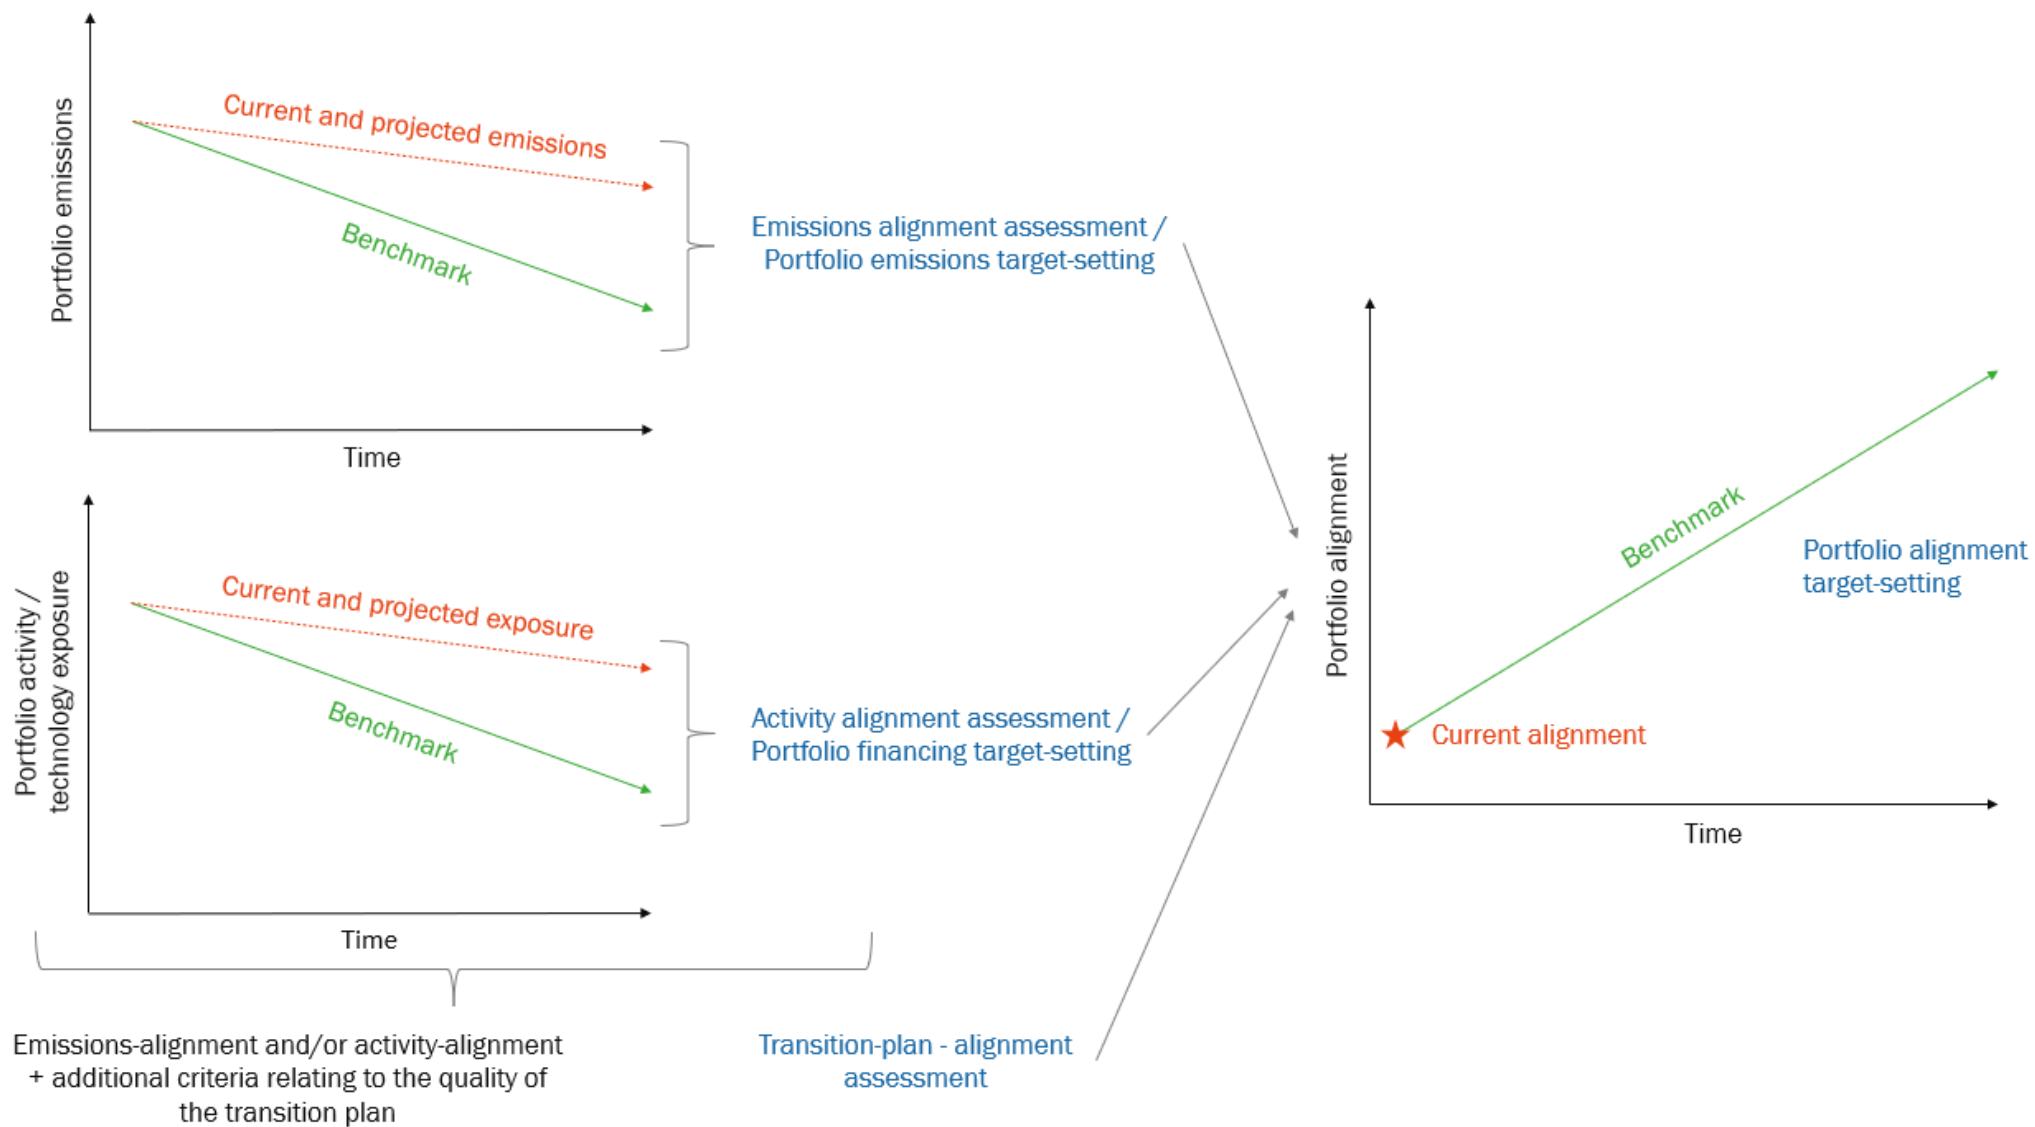 Portfolio emissions
Current and projected emissions
Benchmark
Time
Emissions alignment assessment /
Portfolio emissions target-setting
Portfolio activity /
technology exposure
Current and projected exposure
Benchmark
Time
Activity alignment assessment /
Portfolio financing target-setting
Emissions-alignment and/or activity-alignment
+ additional criteria relating to the quality of
the transition plan
Transition-plan - alignment
assessment
Portfolio alignment
Benchmark
Portfolio alignment
target-setting
Current alignment
Time